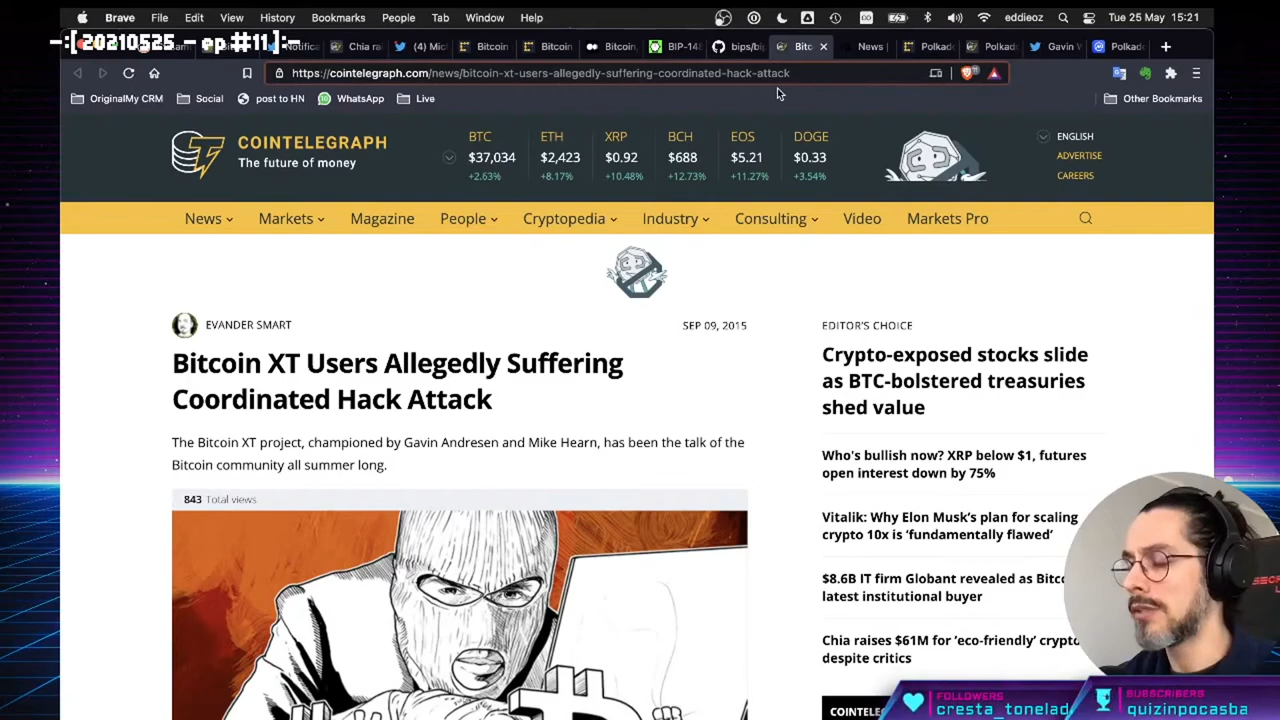 Brave File Edit View History Bookmarks People Tab Window Help eddieoz Tue 25 May 15:21
-:[ 20210525 - ep #11 ]:-
Chia ra (4) Mi Bitcoin Bitcoin Bitcoin, BIP-14 bips/bi Bitc News | Polkad Polkad Gavin Polkad
https://cointelegraph.com/news/bitcoin-xt-users-allegedly-suffering-coordinated-hack-attack
OriginalMy CRM Social post to HN WhatsApp Live Other Bookmarks
COINTELEGRAPH
The future of money
BTC ETH XRP BCH EOS DOGE
$37,034 $2,423 $0.92 $688 $5.21 $0.33
+2.63% +8.17% +10.48% +12.73% +11.27% +3.54%
ENGLISH
ADVERTISE
CAREERS
News Markets Magazine People Cryptopedia Industry Consulting Video Markets Pro
EVANDER SMART SEP 09, 2015
Bitcoin XT Users Allegedly Suffering
Coordinated Hack Attack
The Bitcoin XT project, championed by Gavin Andresen and Mike Hearn, has been the talk of the
Bitcoin community all summer long.
843 Total views
EDITOR'S CHOICE
Crypto-exposed stocks slide
as BTC-bolstered treasuries
shed value
Who's bullish now? XRP below $1, futures
open interest down by 75%
Vitalik: Why Elon Musk's plan for scaling
crypto 10x is 'fundamentally flawed'
$8.6B IT firm Globant revealed as Bitc
latest institutional buyer
Chia raises $61M for 'eco-friendly' crypto
despite critics
COINTELE
FOLLOWERS
cresta_tonelad
SUBSCRIBERS
quizinpocasba